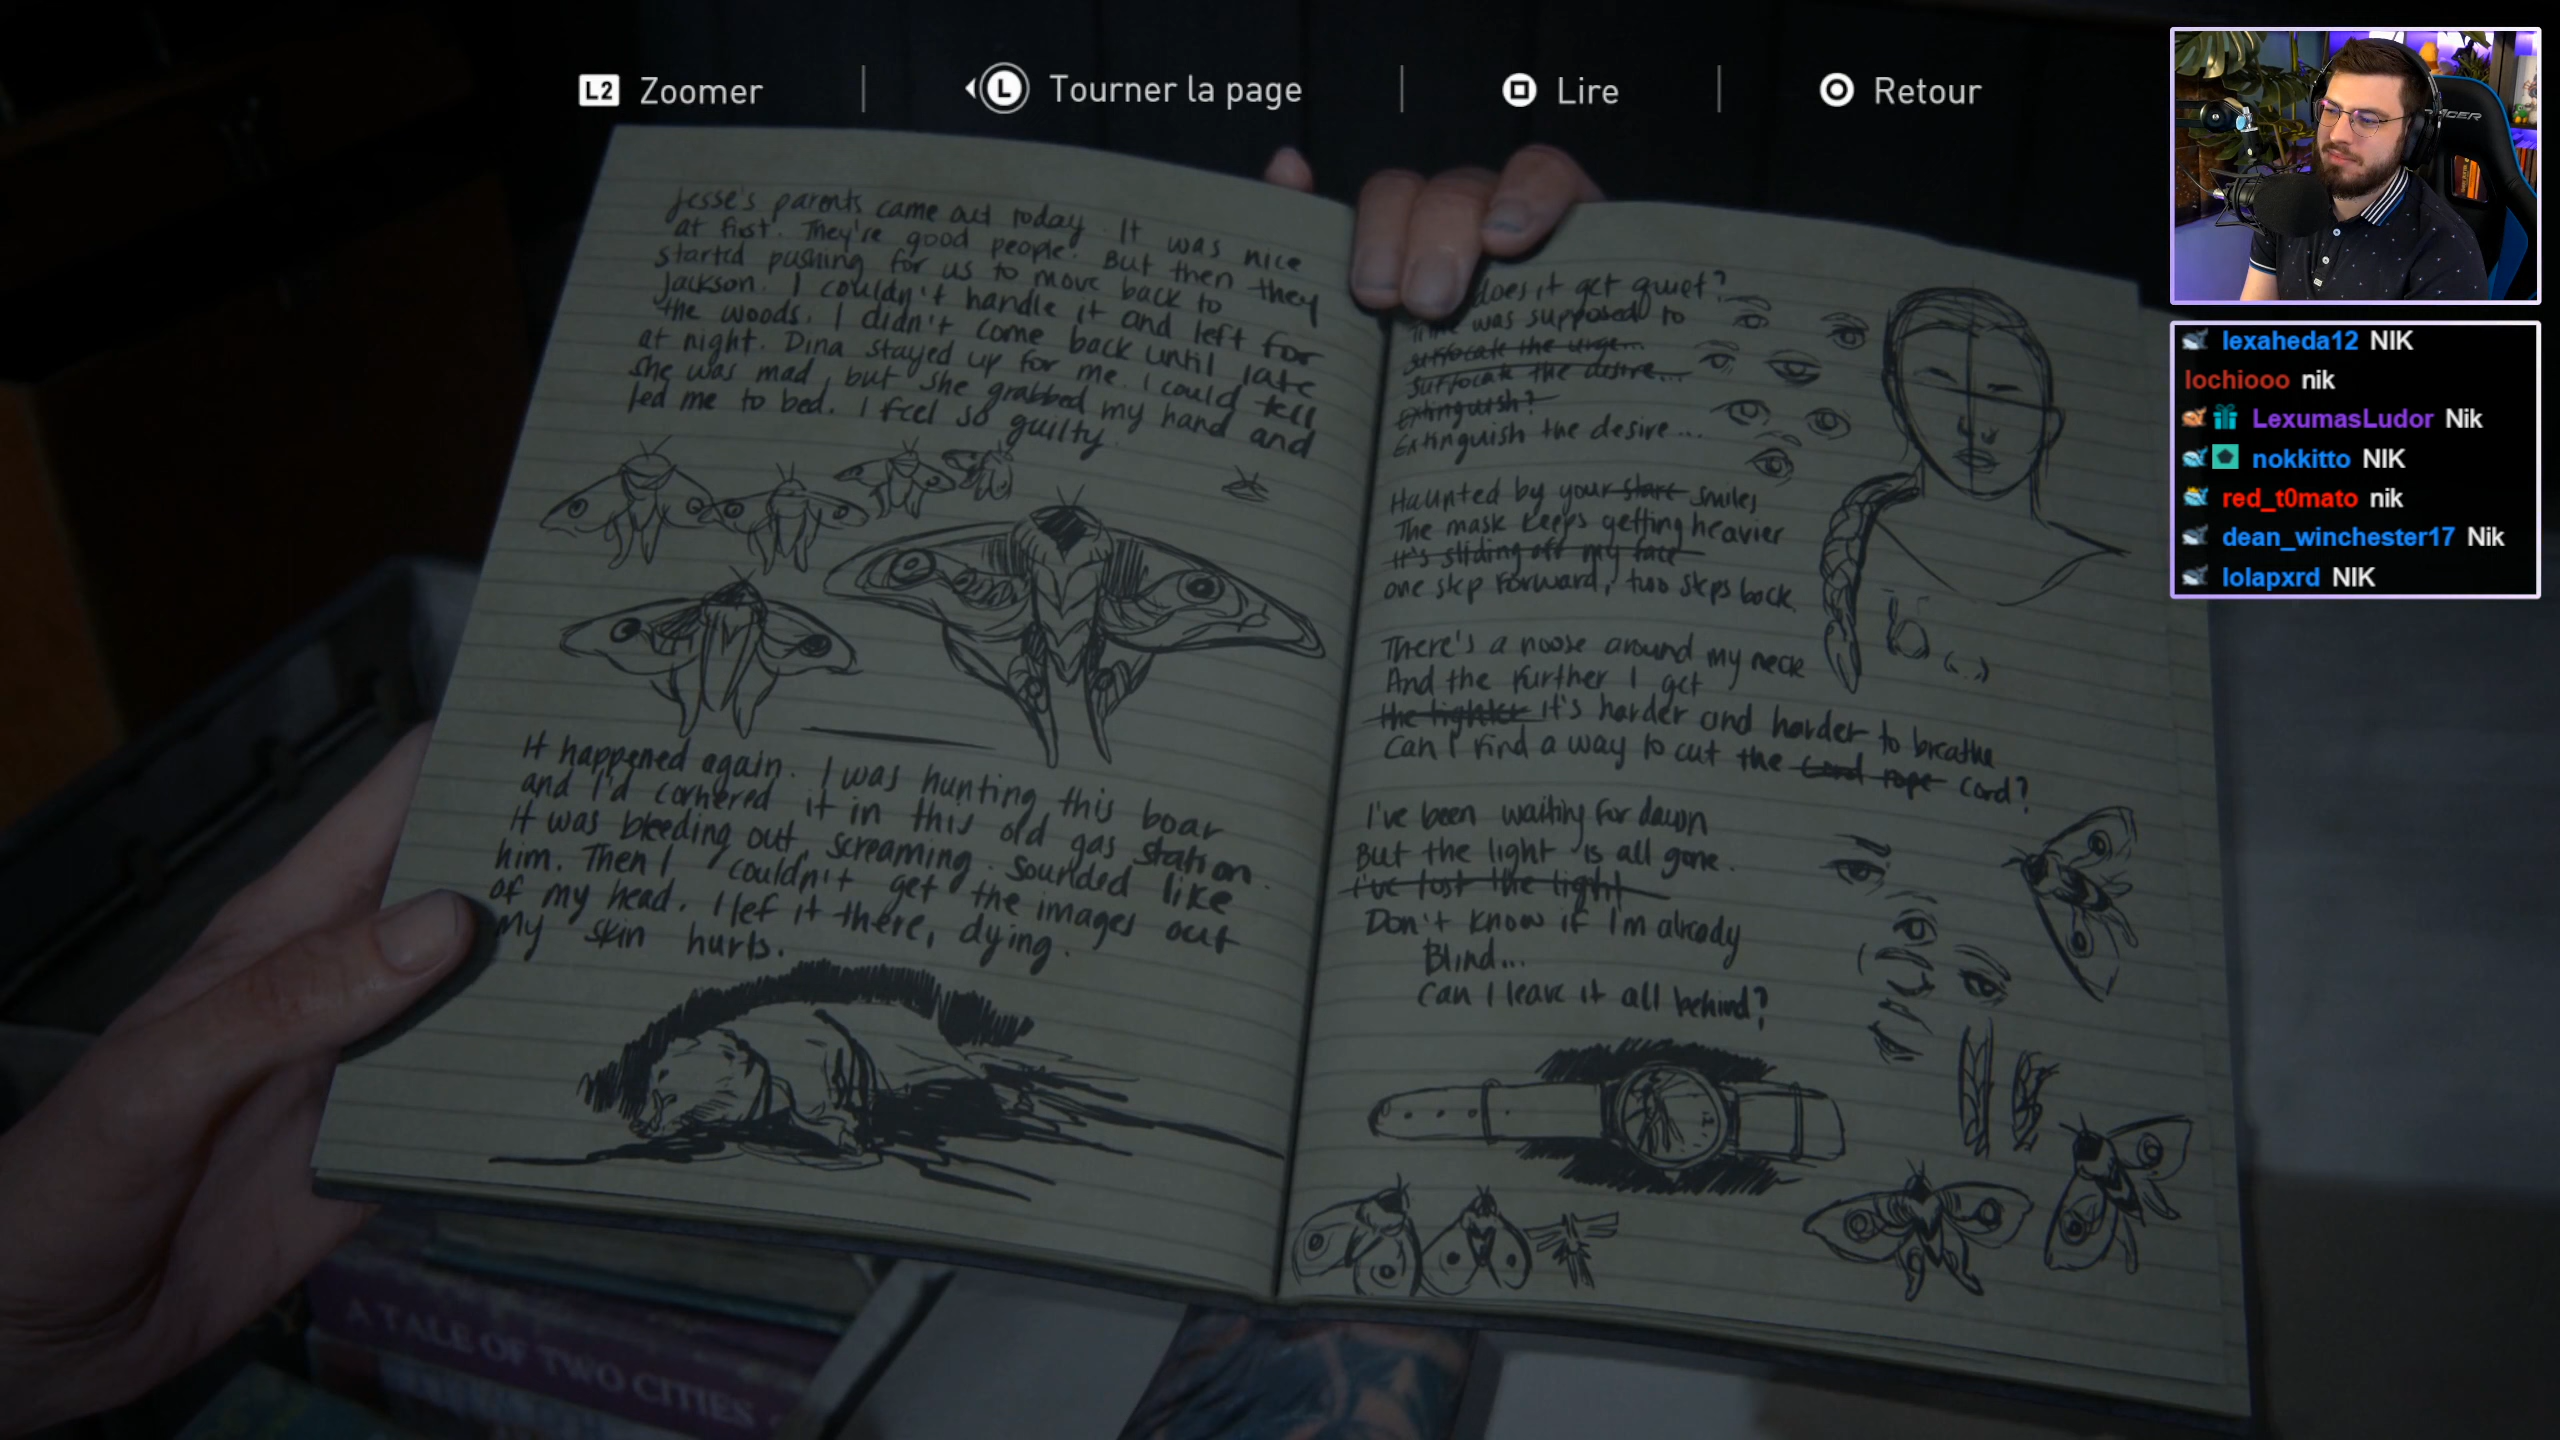 L2 Zoomer
L Tourner la page
Lire
Retour
Jesse's parents came out today. It was nice
at first. They're good people. But then they
started pushing for us to move back to
Jackson. I couldn't handle it and left for
the woods. I didn't come back until late
at night. Dina stayed up for me. I could tell
she was mad, but she grabbed my hand and
led me to bed. I feel so guilty.
It happened again. I was hunting this boar
and I'd cornered it in this old gas station.
It was bleeding out, screaming. Sounded like
him. Then I couldn't get the images out
of my head. I lef it there, dying.
My skin hurts.
does it get quiet?
Time was supposed to
suffocate the urge...
suffocate the desire...
Extinguish?
Extinguish the desire...
Haunted by your stare smiles
The mask keeps getting heavier
It's sliding off my face
one step forward, two steps back
There's a noose around my neck
And the further I get
the tighter it's harder and harder to breathe
Can I find a way to cut the cord rope cord?
I've been waiting for dawn
But the light is all gone.
I've lost the light
Don't know if I'm already
Blind...
Can I leave it all behind?
A TALE OF TWO CITIES
lexaheda12 NIK
lochiooo nik
LexumasLudor Nik
nokkitto NIK
red_t0mato nik
dean_winchester17 Nik
lolapxrd NIK